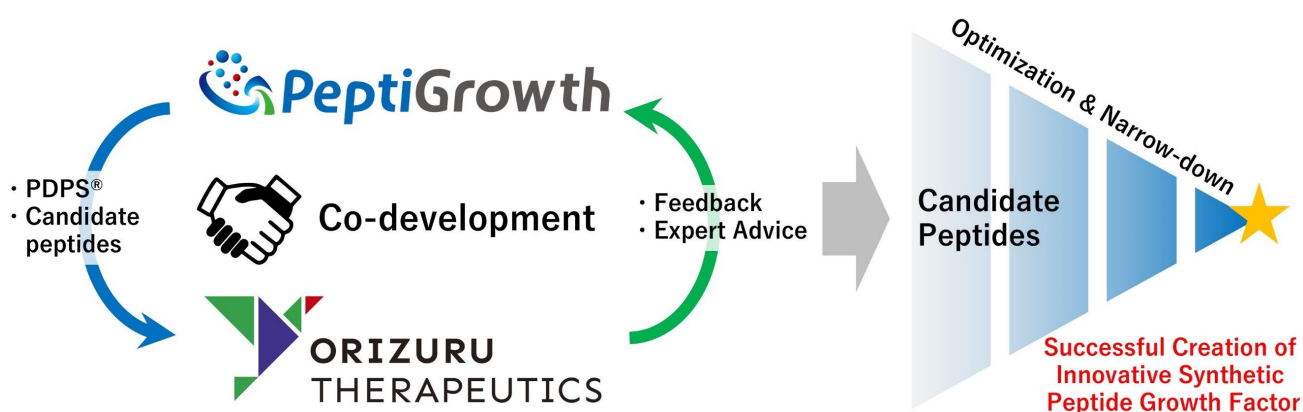 PeptiGrowth
・PDPS®
・Candidate
peptides
Co-development
・Feedback
・Expert Advice
ORIZURU
THERAPEUTICS
Optimization & Narrow-down
Candidate
Peptides
Successful Creation of
Innovative Synthetic
Peptide Growth Factor